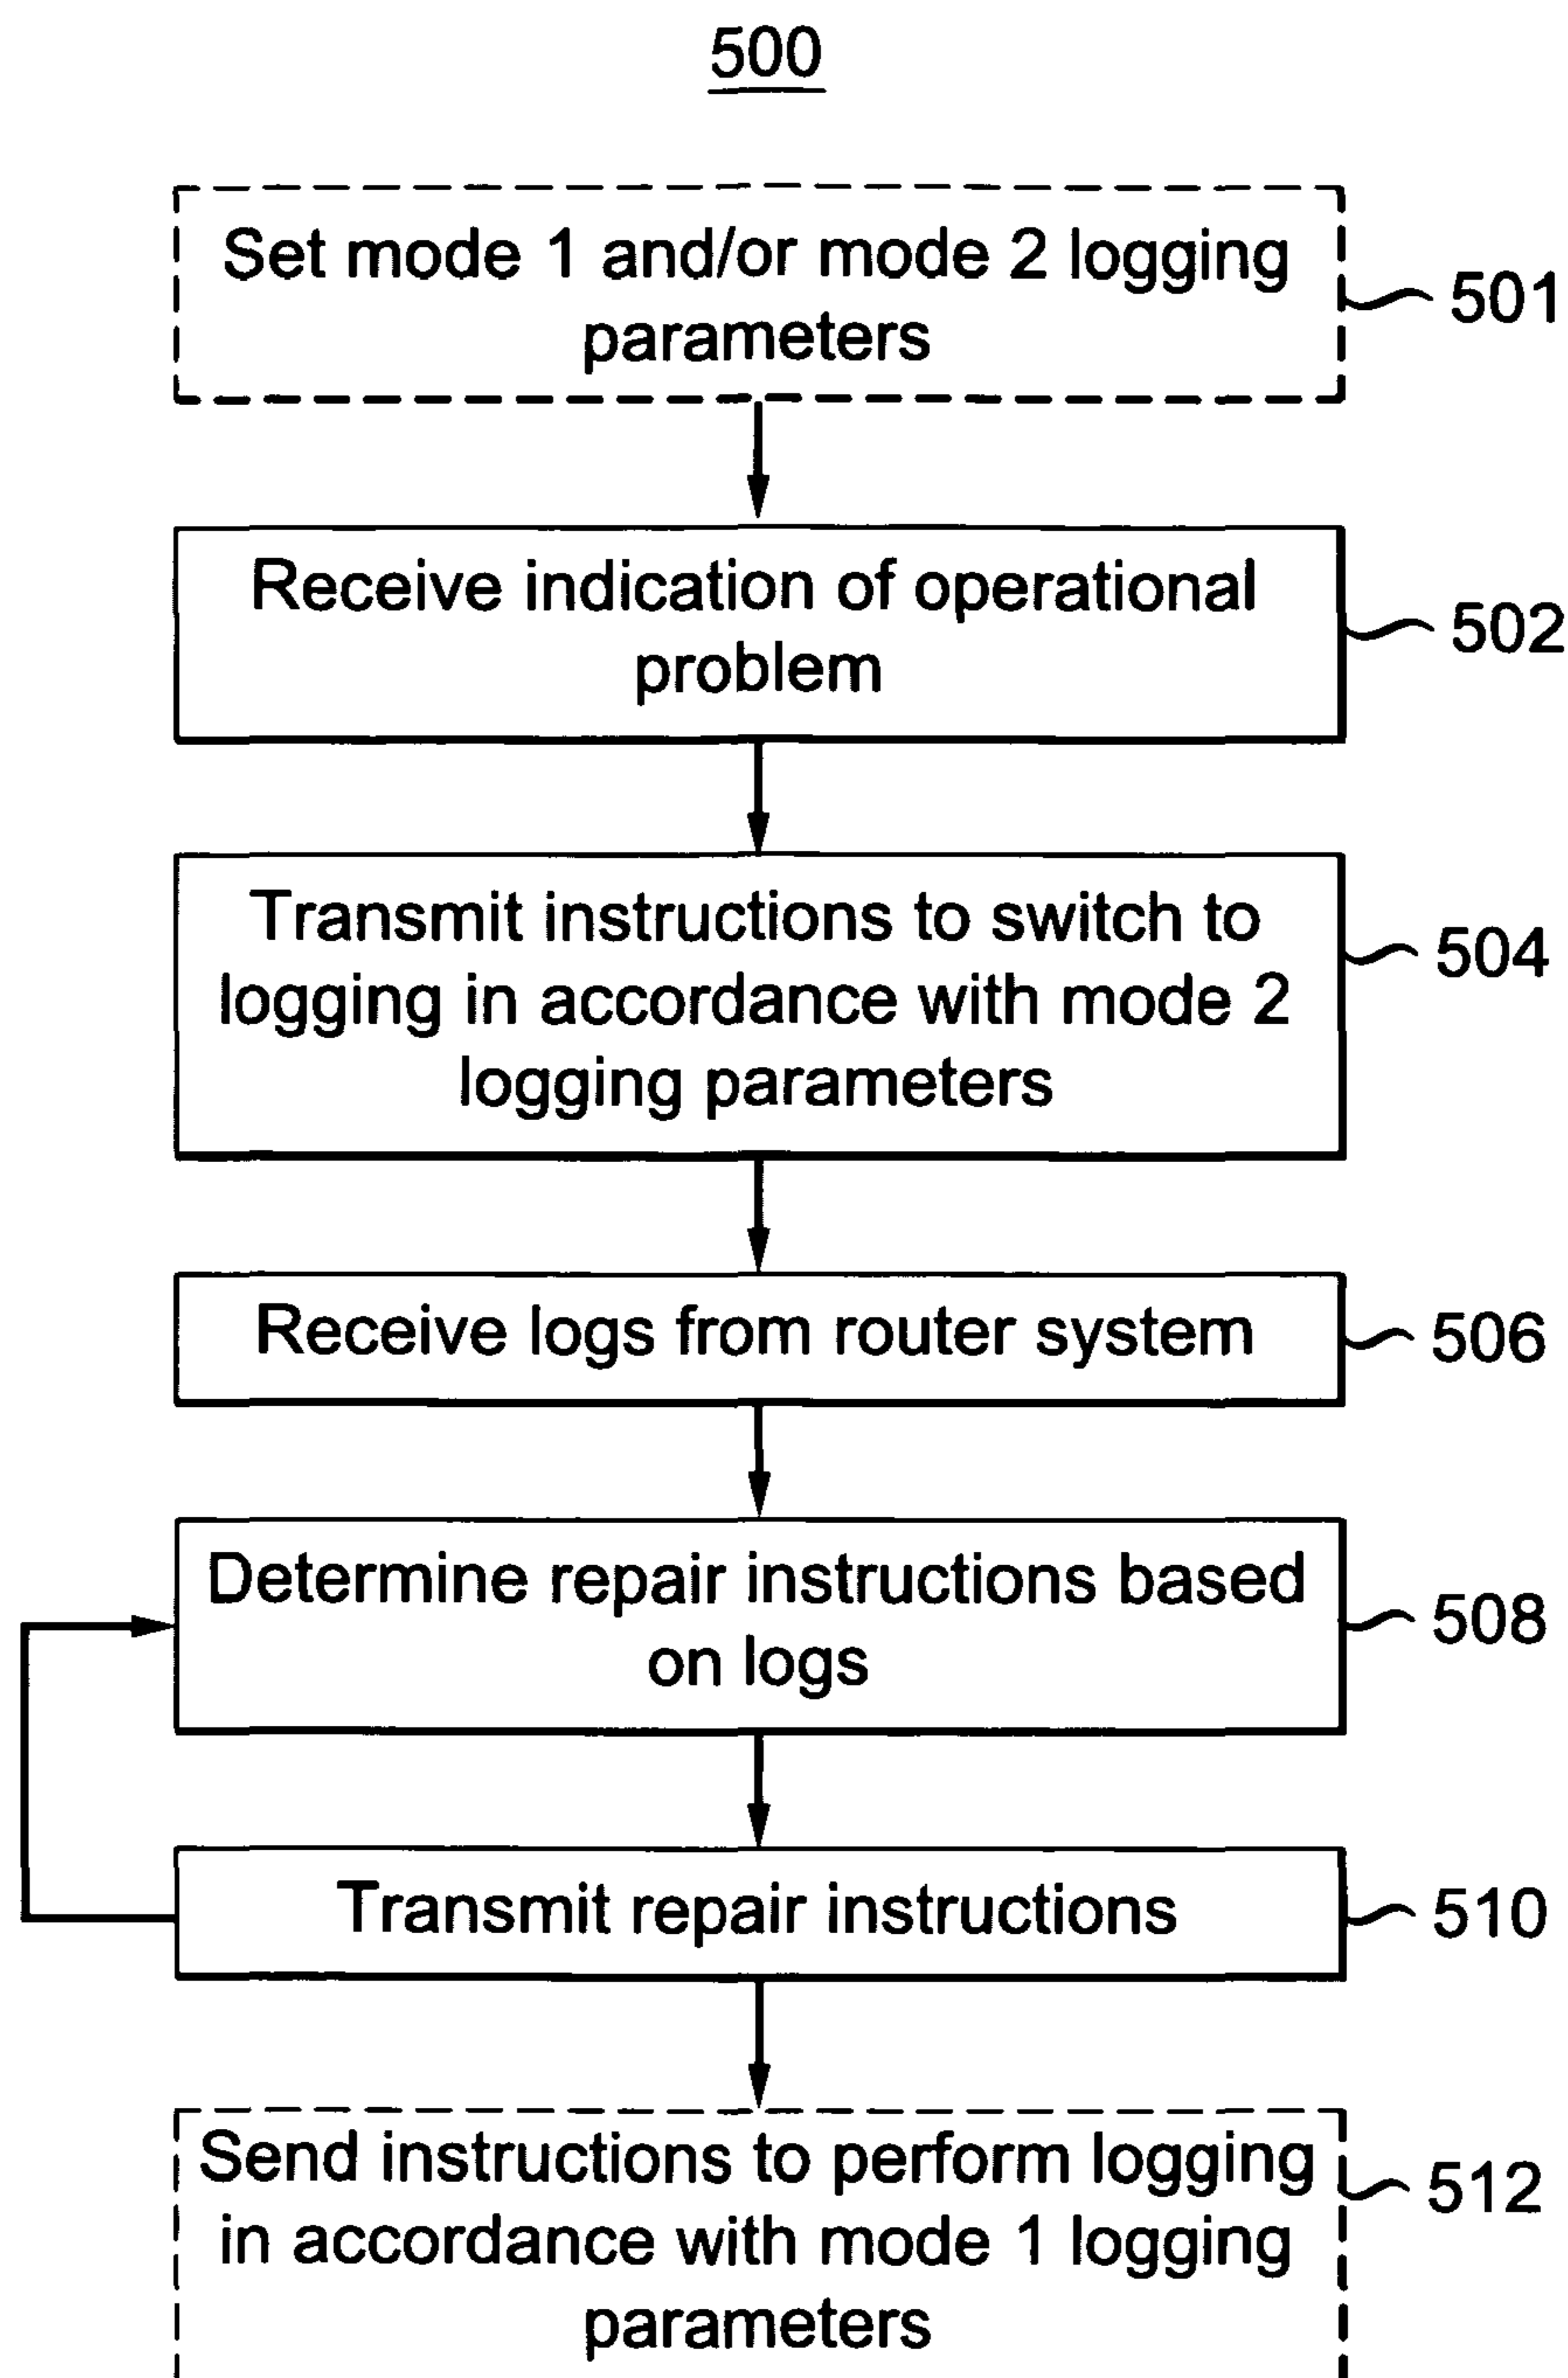 500
Set mode 1 and/or mode 2 logging
parameters
501
Receive indication of operational
problem
502
Transmit instructions to switch to
logging in accordance with mode 2
logging parameters
504
Receive logs from router system
506
Determine repair instructions based
on logs
508
Transmit repair instructions
510
Send instructions to perform logging
in accordance with mode 1 logging
parameters
512